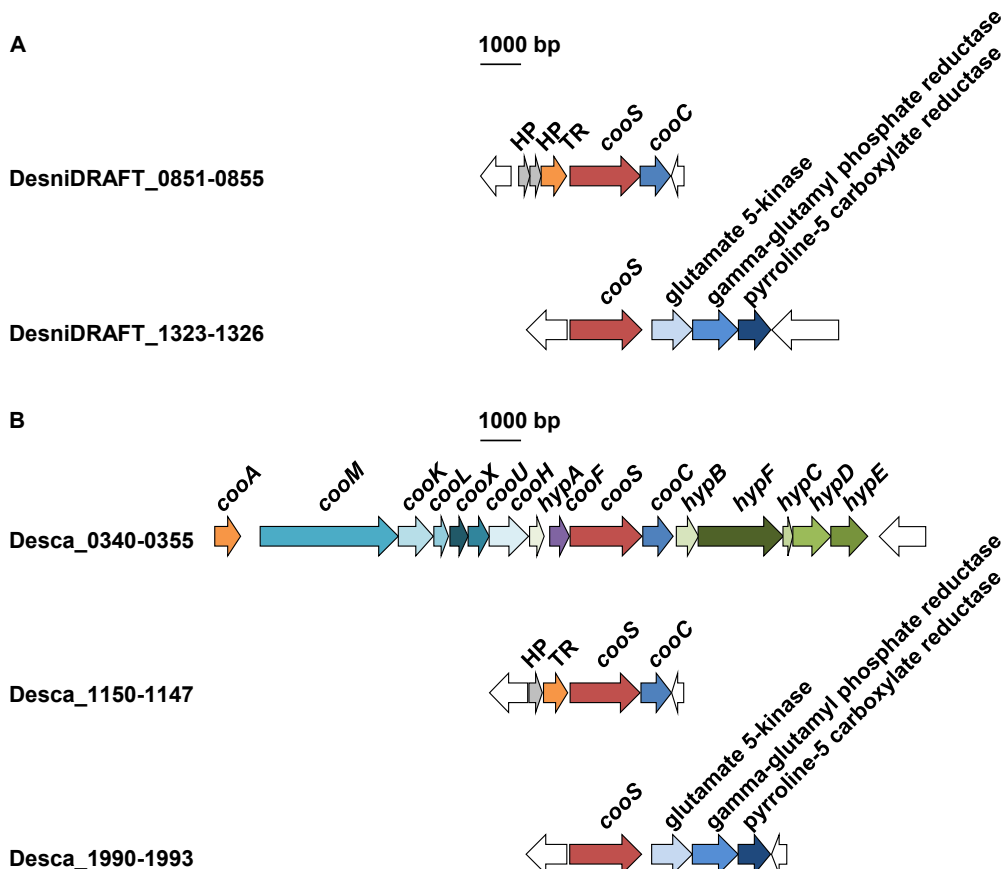 A
1000 bp
DesniDRAFT_0851-0855
HP
HP
TR
cooS
cooC
DesniDRAFT_1323-1326
cooS
glutamate 5-kinase
gamma-glutamyl phosphate reductase
pyrroline-5 carboxylate reductase
B
1000 bp
Desca_0340-0355
cooA
cooM
cooK
cooL
cooX
cooU
cooH
hypA
cooF
cooS
cooC
hypB
hypF
hypC
hypD
hypE
Desca_1150-1147
HP
TR
cooS
cooC
Desca_1990-1993
cooS
glutamate 5-kinase
gamma-glutamyl phosphate reductase
pyrroline-5 carboxylate reductase